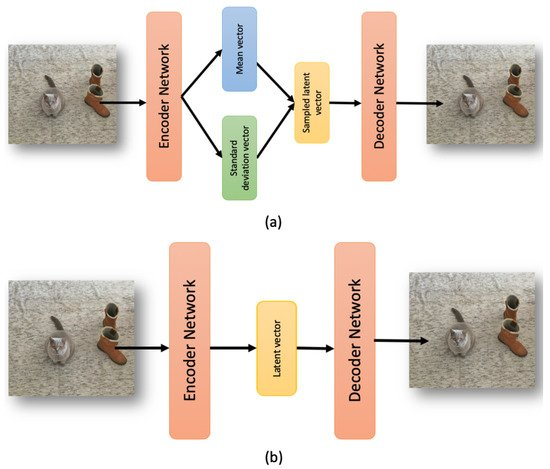 Encoder Network
Mean vector
Standard
deviation vector
Sampled latent
vector
Decoder Network
(a)
Encoder Network
Latent vector
Decoder Network
(b)